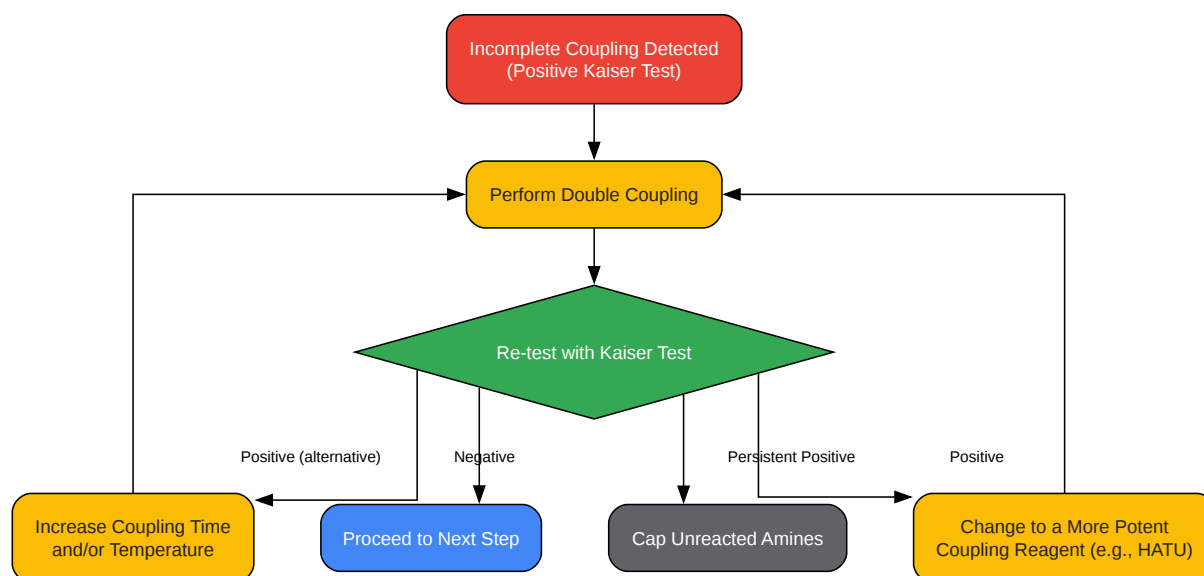 Incomplete Coupling Detected
(Positive Kaiser Test)
Perform Double Coupling
Re-test with Kaiser Test
Positive (alternative)
Negative
Persistent Positive
Positive
Increase Coupling Time
and/or Temperature
Proceed to Next Step
Cap Unreacted Amines
Change to a More Potent
Coupling Reagent (e.g., HATU)